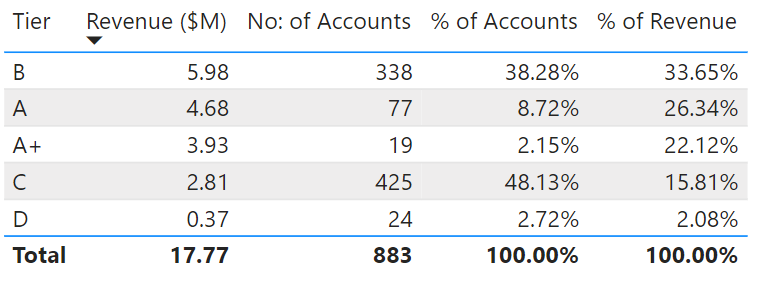 Tier Revenue ($M) No: of Accounts % of Accounts % of Revenue
B 5.98 338 38.28% 33.65%
A 4.68 77 8.72% 26.34%
A+ 3.93 19 2.15% 22.12%
C 2.81 425 48.13% 15.81%
D 0.37 24 2.72% 2.08%
Total 17.77 883 100.00% 100.00%